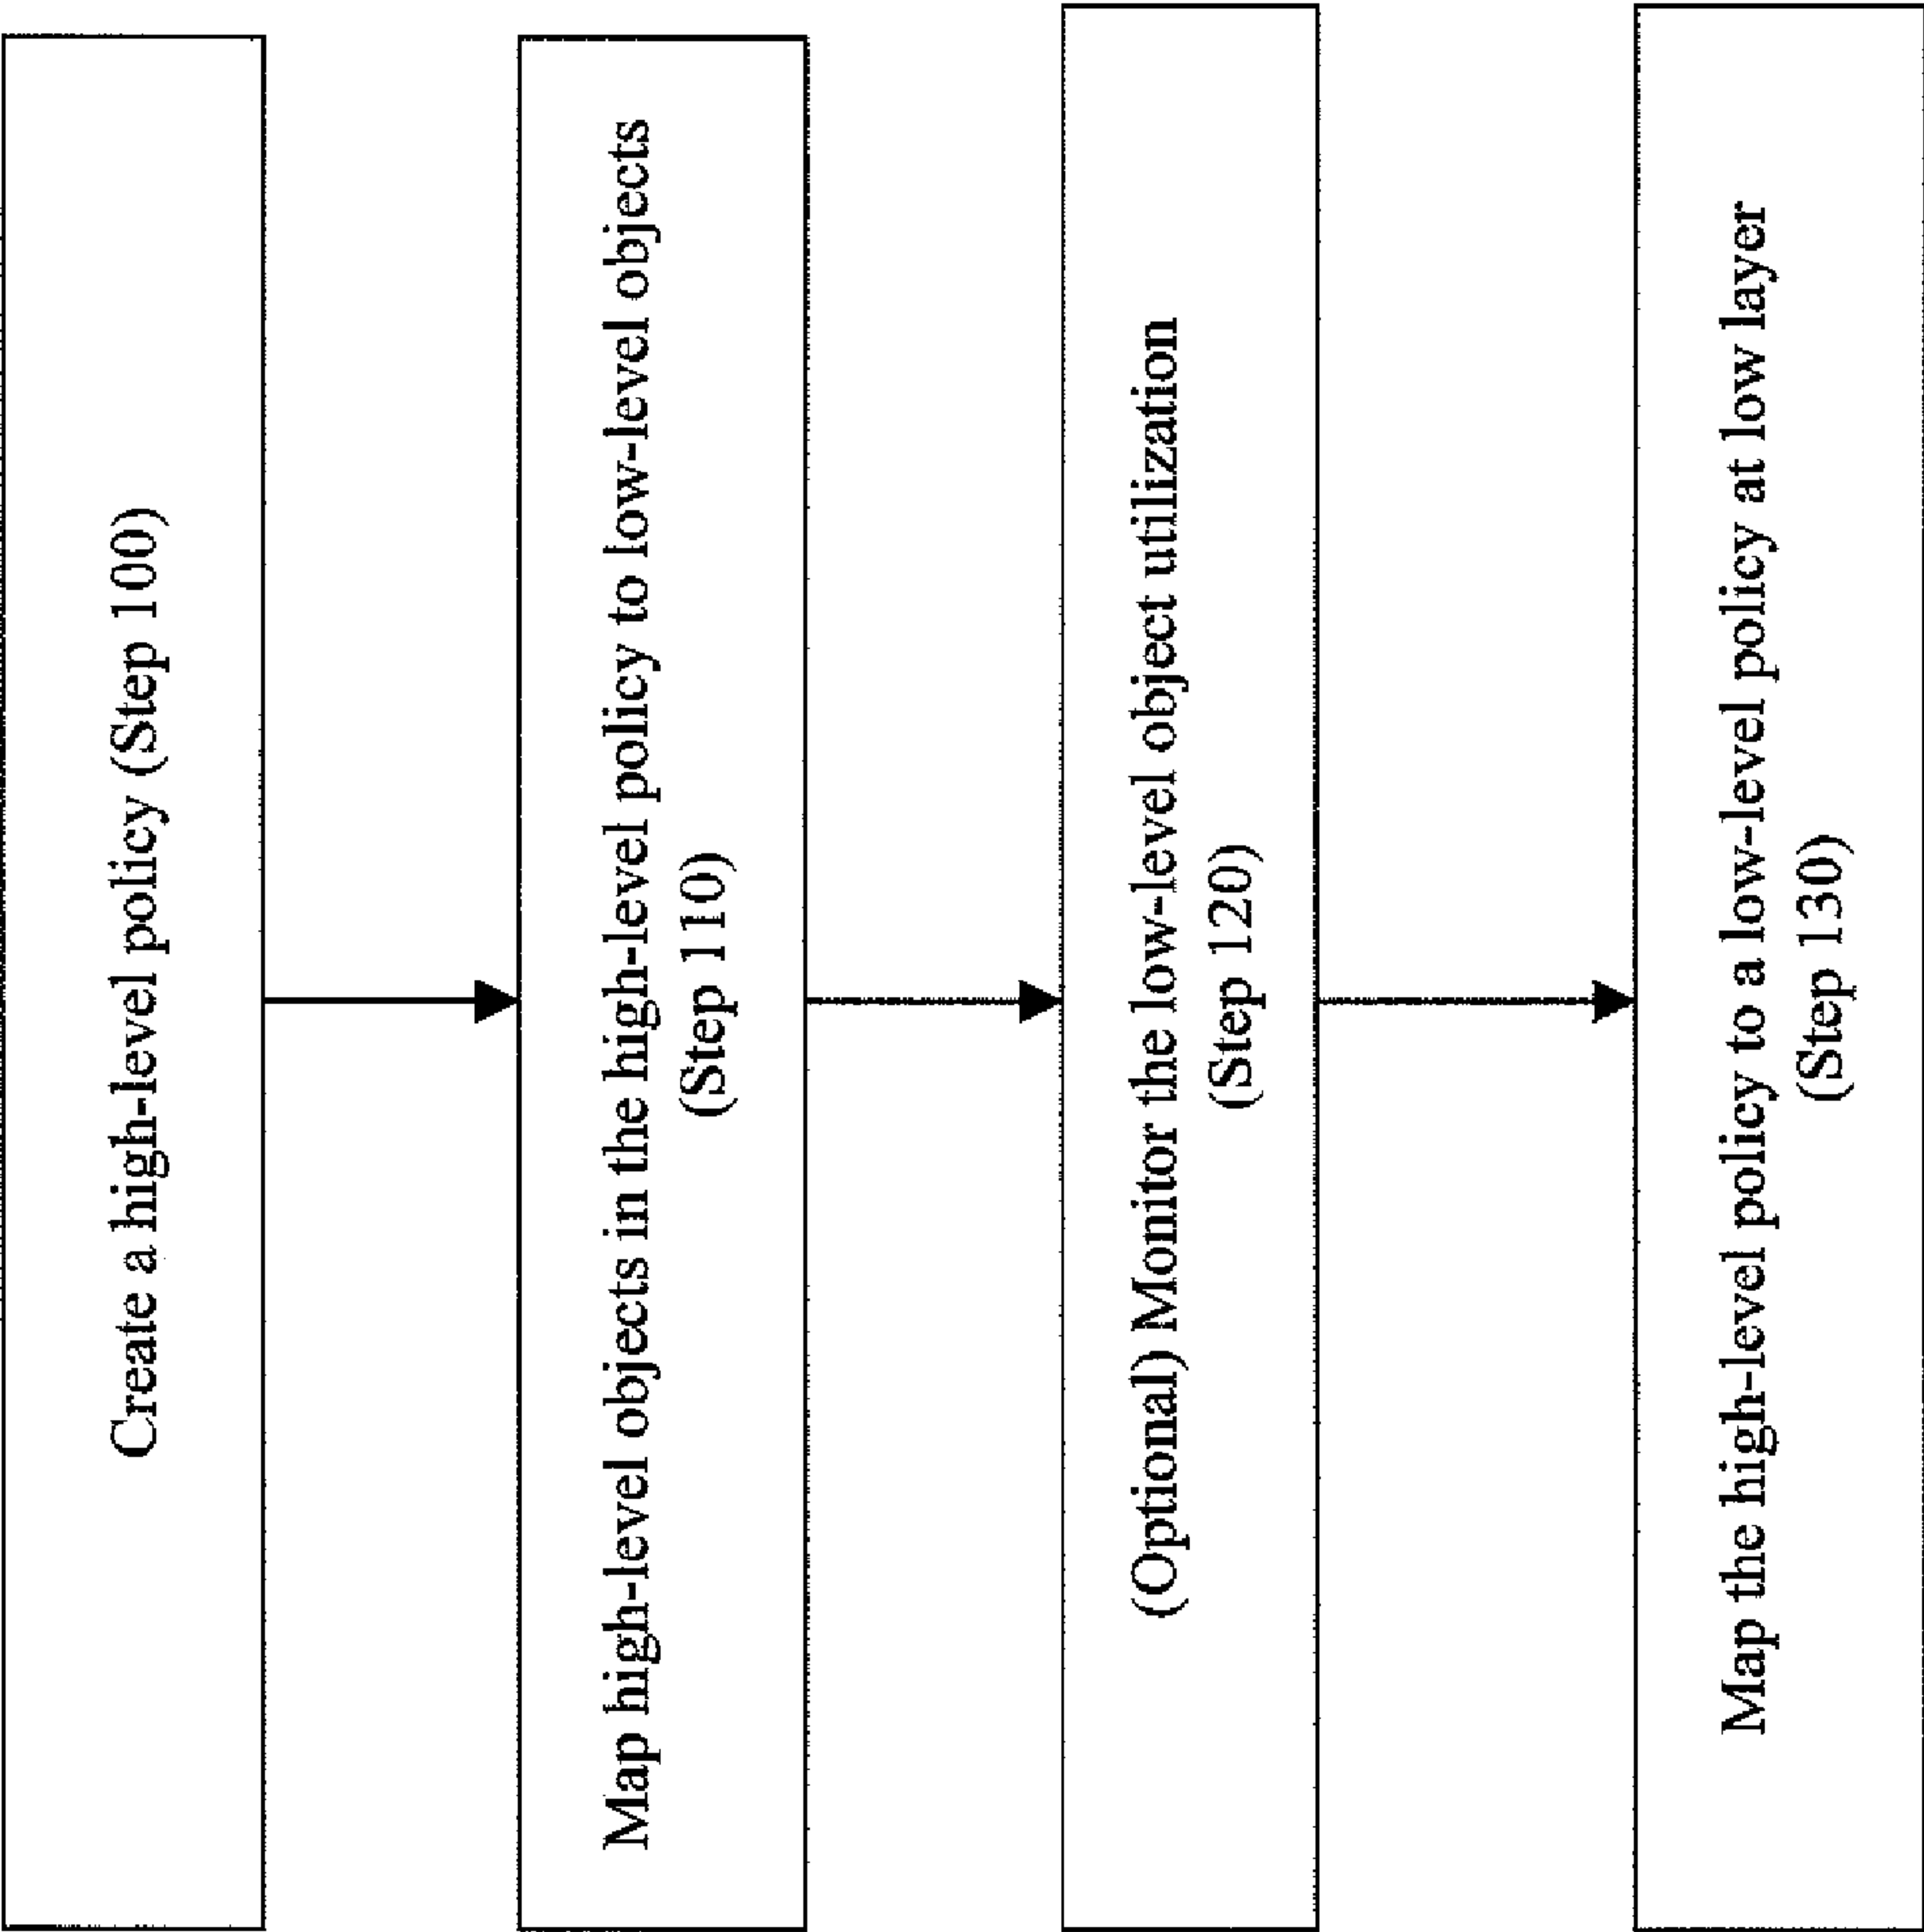 Create a high-level policy (Step 100)
Map high-level objects in the high-level policy to low-level objects
(Step 110)
(Optional) Monitor the low-level object utilization
(Step 120)
Map the high-level policy to a low-level policy at low layer
(Step 130)